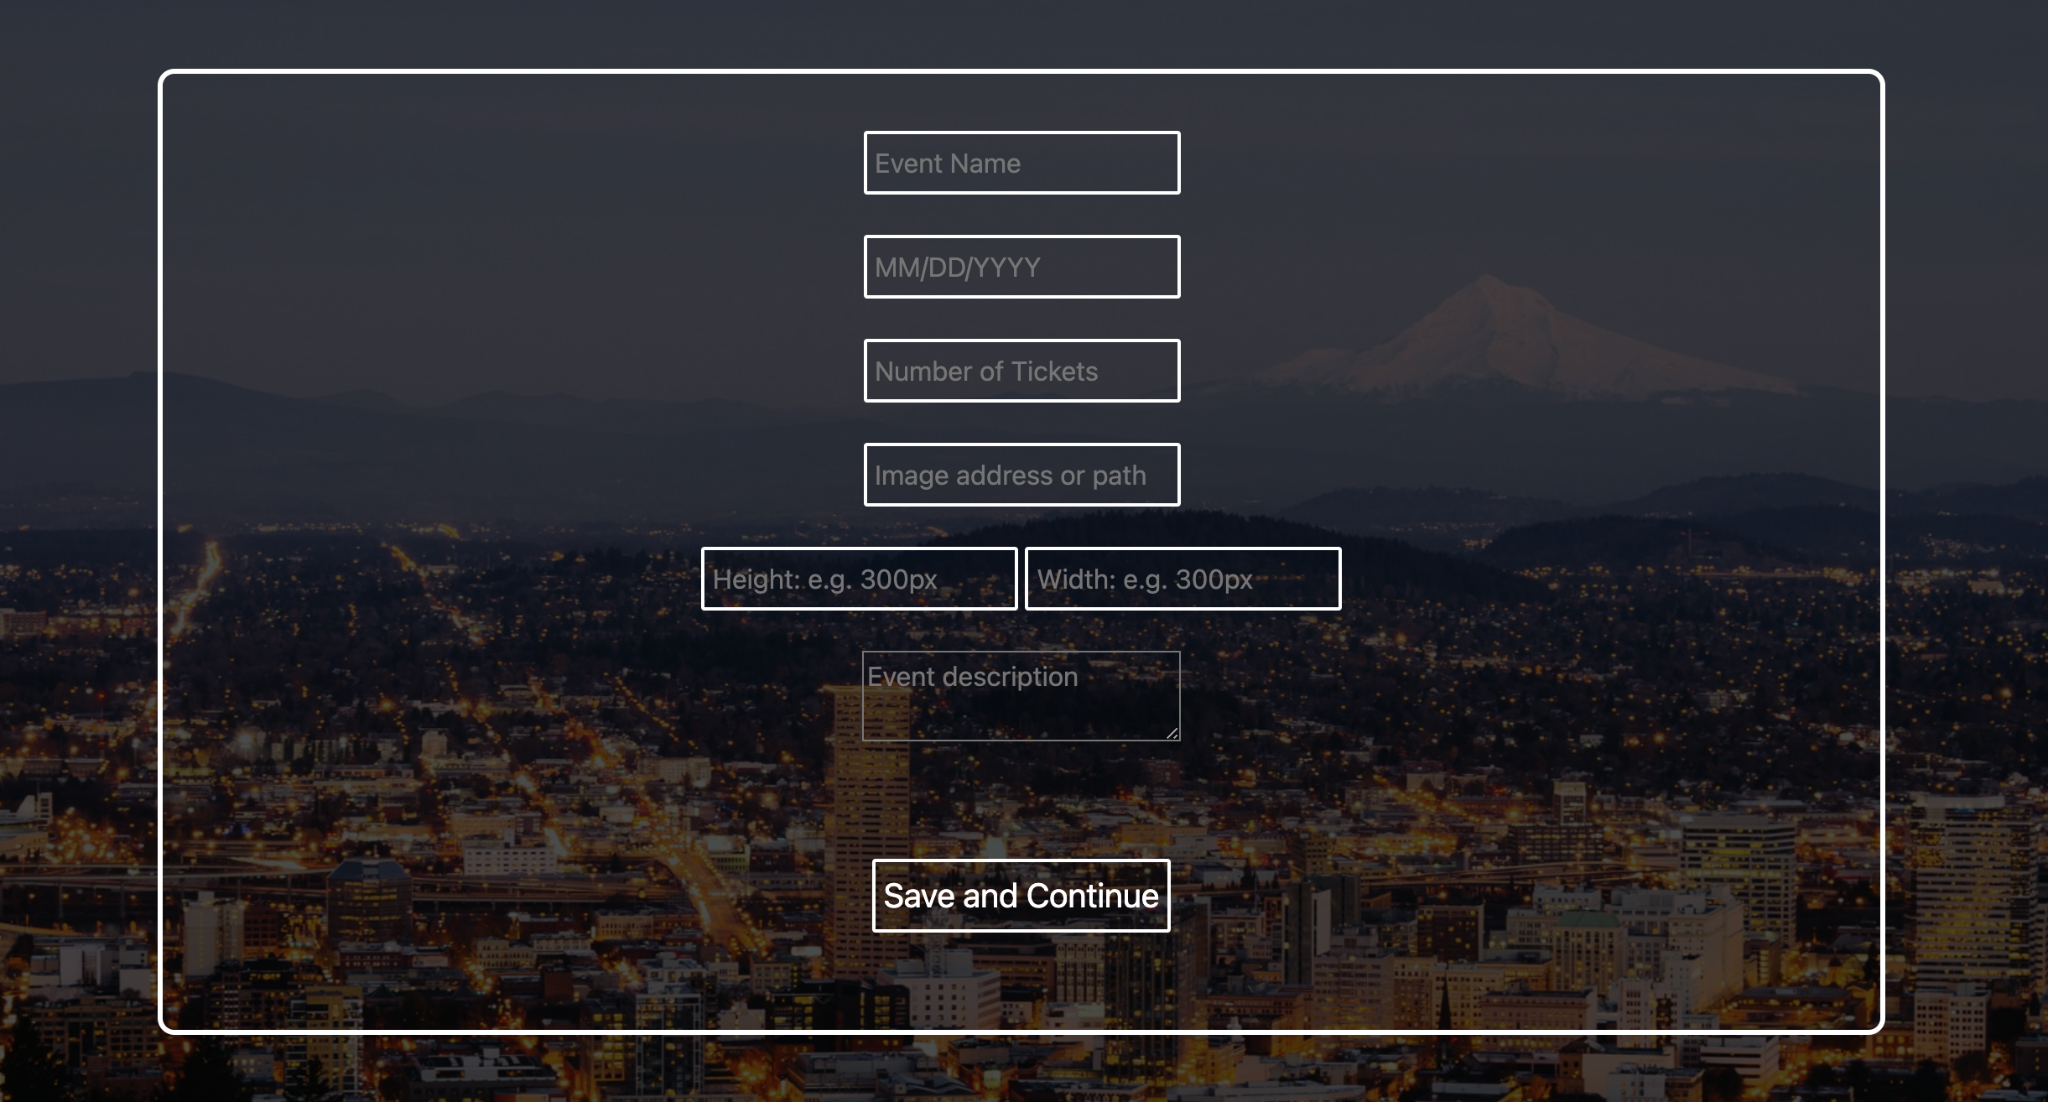 Event Name
MM/DD/YYYY
Number of Tickets
Image address or path
Height: e.g. 300px Width: e.g. 300px
Event description
Save and Continue